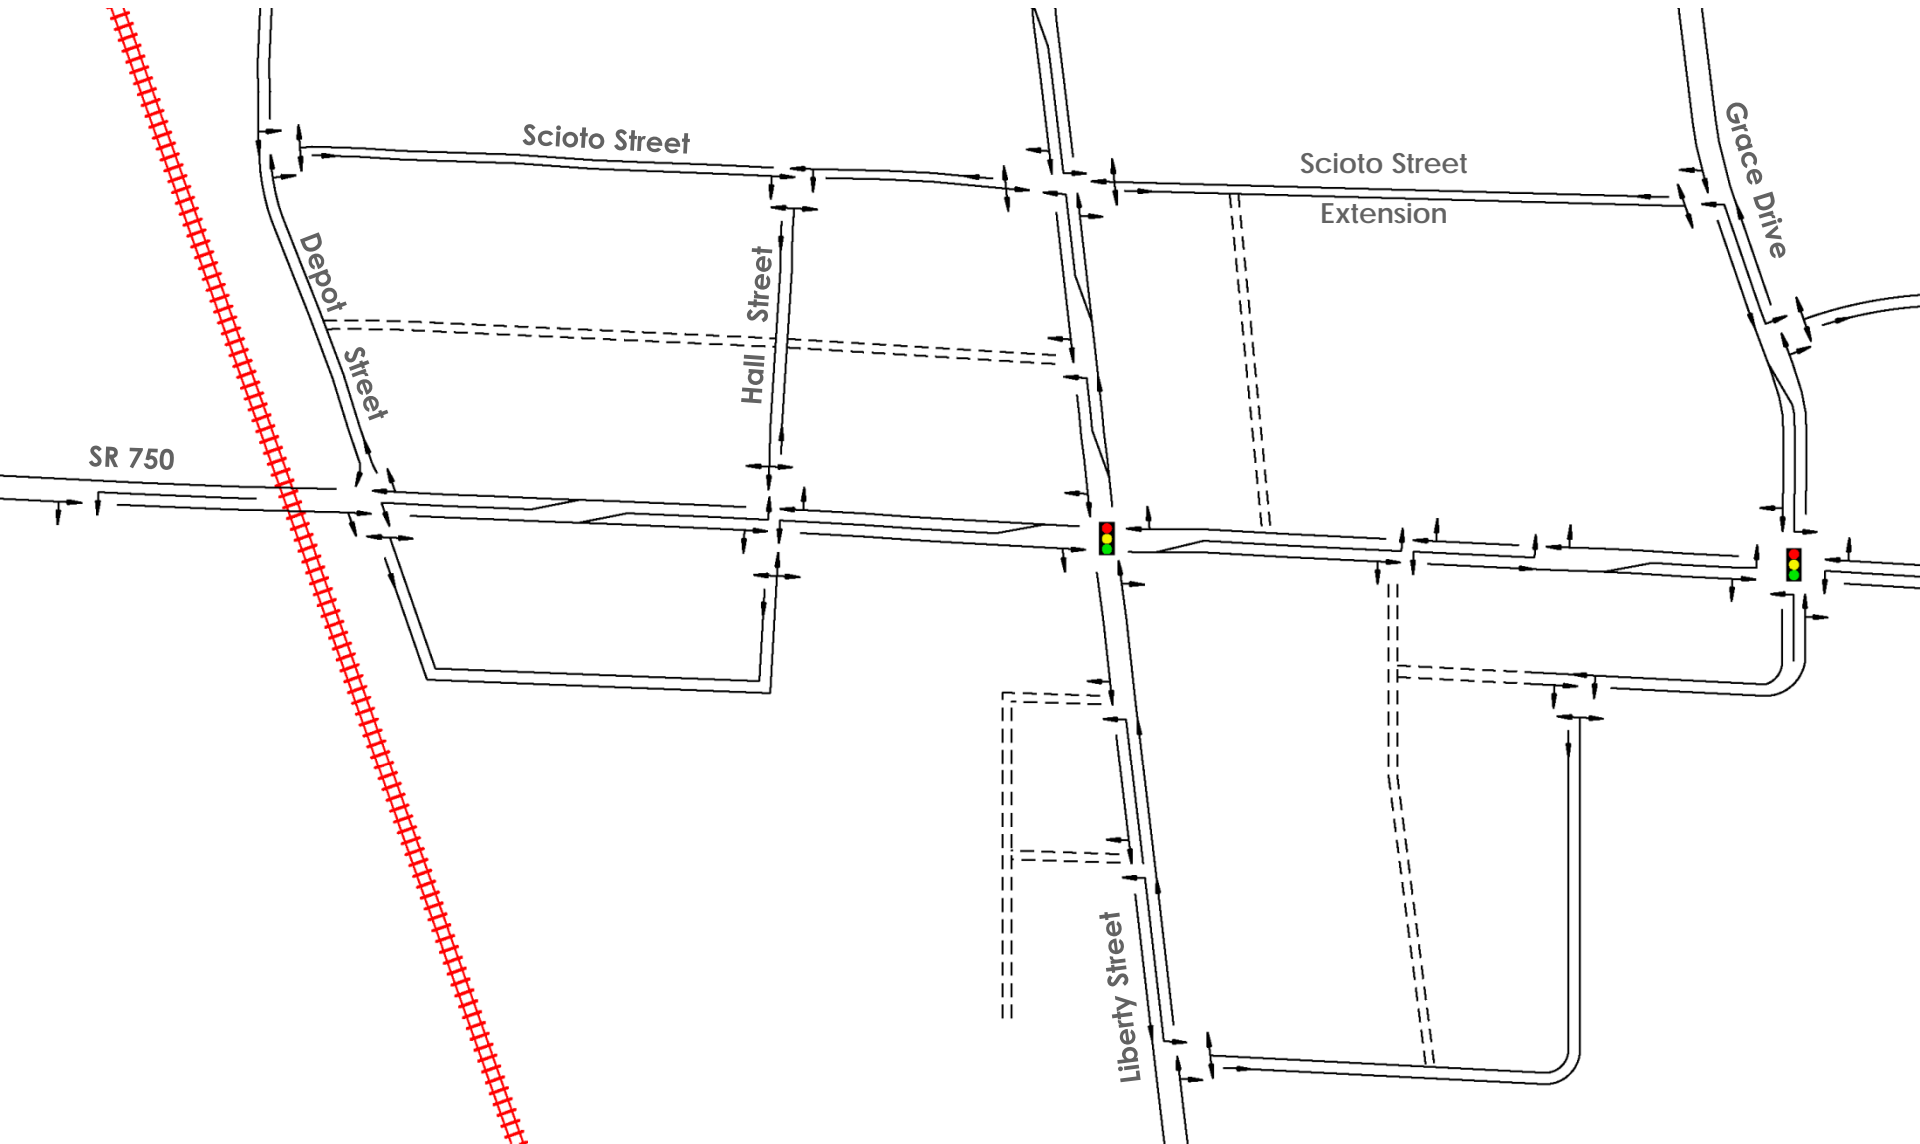 Scioto Street
Scioto Street
Extension
Grace Drive
Depot
Street
Hall Street
SR 750
Liberty Street